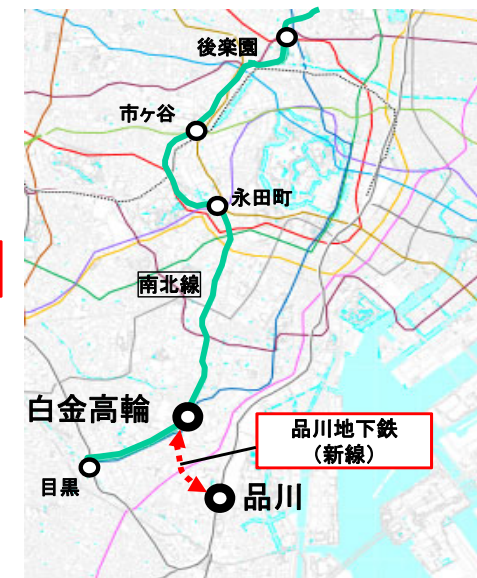 後楽園
市ヶ谷
永田町
南北線
白金高輪
品川地下鉄
（新線）
目黒
品川